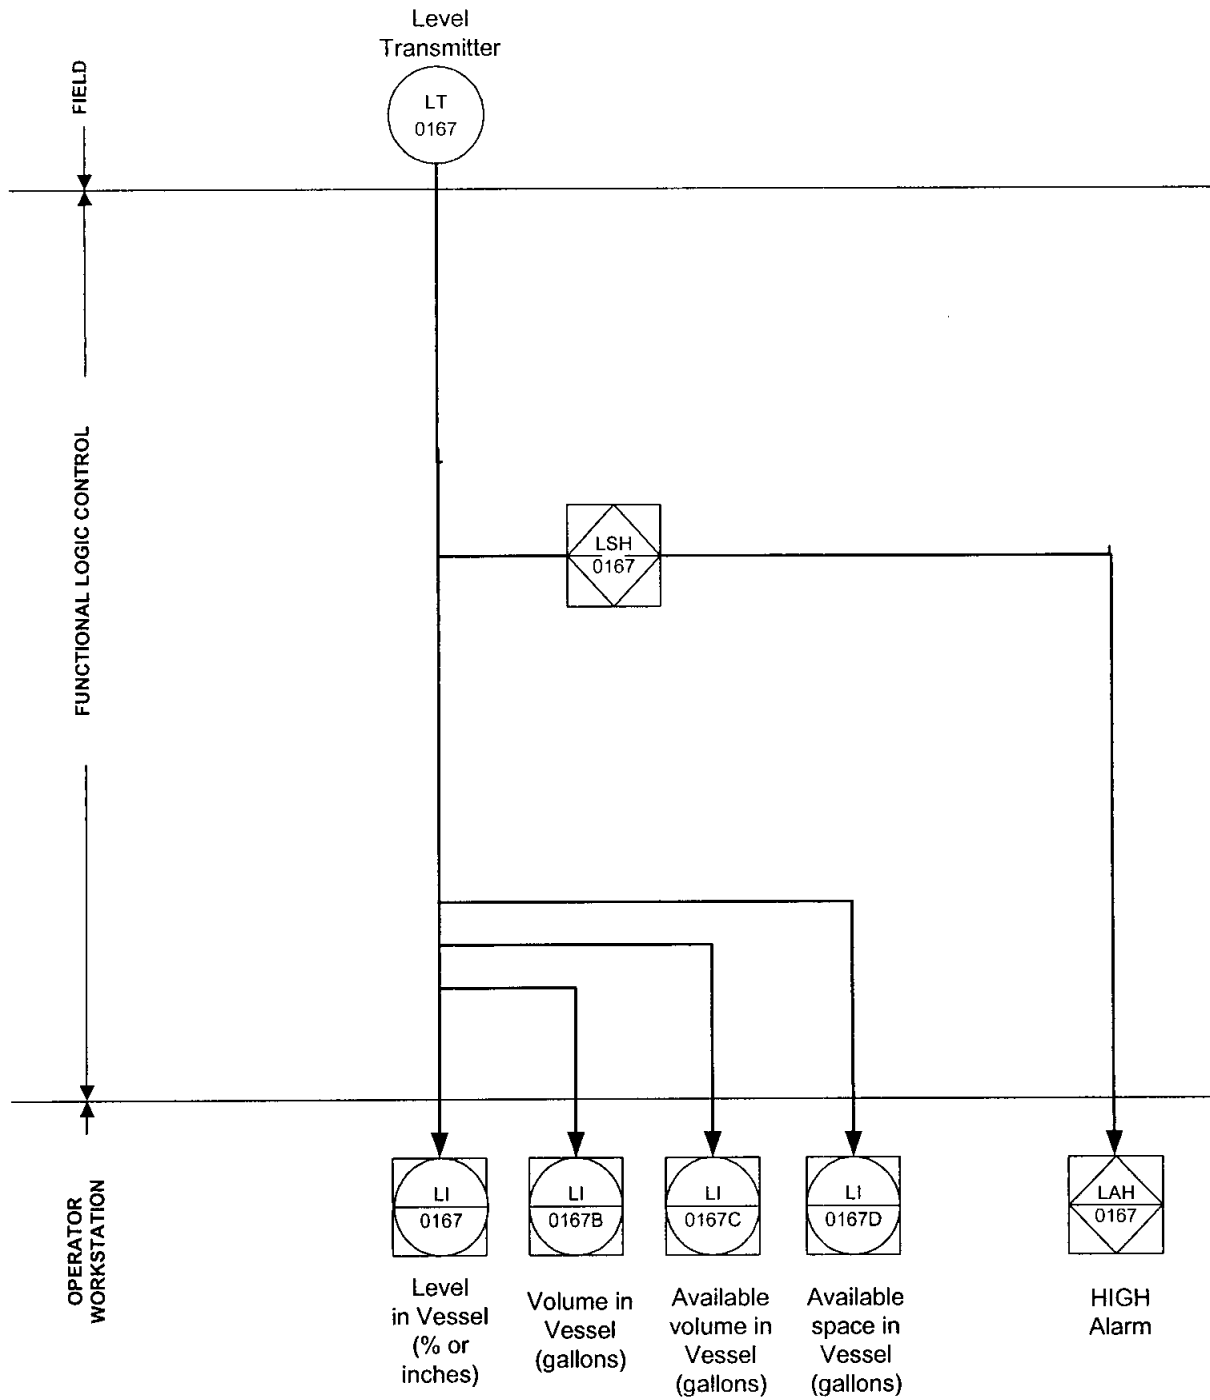 Level
Transmitter
LT
0167
FIELD
FUNCTIONAL LOGIC CONTROL
LSH
0167
OPERATOR
WORKSTATION
LI
0167
Level
in Vessel
(% or
inches)
LI
0167B
Volume in
Vessel
(gallons)
LI
0167C
Available
volume in
Vessel
(gallons)
LI
0167D
Available
space in
Vessel
(gallons)
LAH
0167
HIGH
Alarm